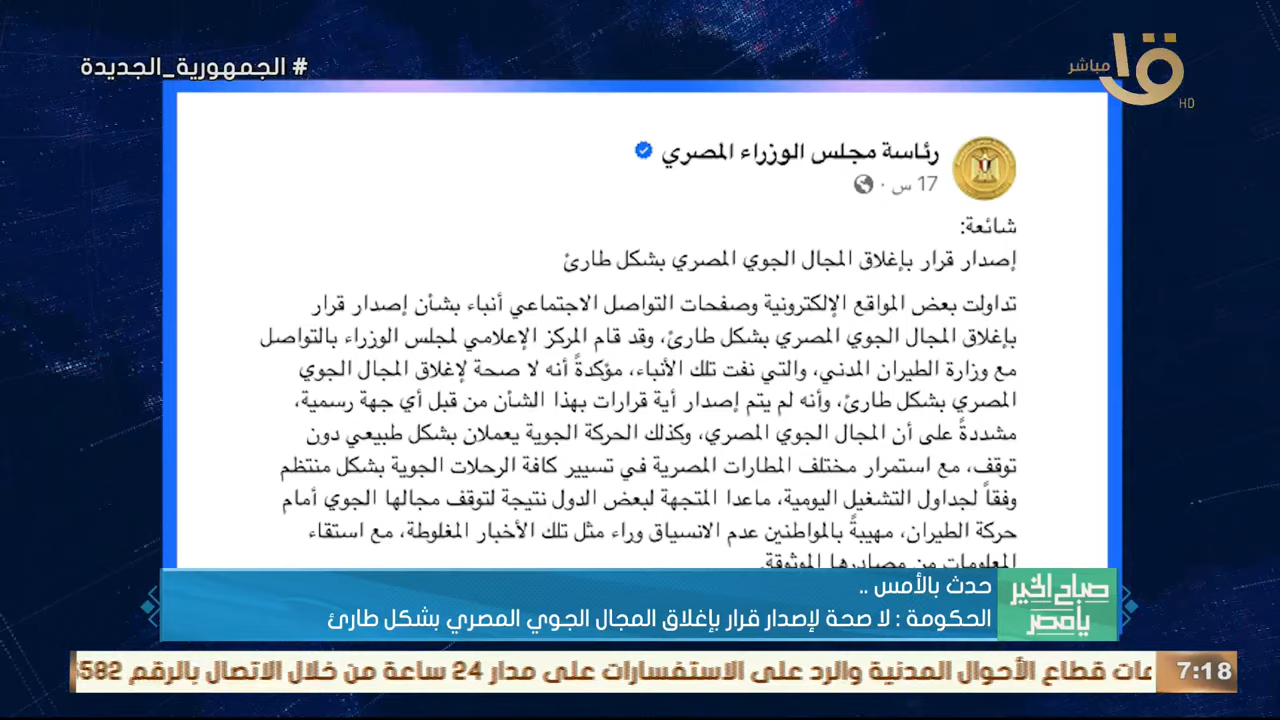 # الجمهورية_الجديدة
مباشر
HD
رئاسة مجلس الوزراء المصري
17 س ·
شائعة:
إصدار قرار بإغلاق المجال الجوي المصري بشكل طارئ
تداولت بعض المواقع الإلكترونية وصفحات التواصل الاجتماعي أنباء بشأن إصدار قرار
بإغلاق المجال الجوي المصري بشكل طارئ، وقد قام المركز الإعلامي لمجلس الوزراء بالتواصل
مع وزارة الطيران المدني، والتي نفت تلك الأنباء، مؤكدةً أنه لا صحة لإغلاق المجال الجوي
المصري بشكل طارئ، وأنه لم يتم إصدار أية قرارات بهذا الشأن من قبل أي جهة رسمية،
مشددةً على أن المجال الجوي المصري، وكذلك الحركة الجوية يعملان بشكل طبيعي دون
توقف، مع استمرار مختلف المطارات المصرية في تسيير كافة الرحلات الجوية بشكل منتظم
وفقاً لجداول التشغيل اليومية، ماعدا المتجهة لبعض الدول نتيجة لتوقف مجالها الجوي أمام
حركة الطيران، مهيبةً بالمواطنين عدم الانسياق وراء مثل تلك الأخبار المغلوطة، مع استقاء
المعلومات من مصادرها الموثوقة.
صباح الخير
يا مصر
حدث بالأمس ..
الحكومة : لا صحة لإصدار قرار بإغلاق المجال الجوي المصري بشكل طارئ
7:18
قطاع الأحوال المدنية والرد على الاستفسارات على مدار 24 ساعة من خلال الاتصال بالرقم